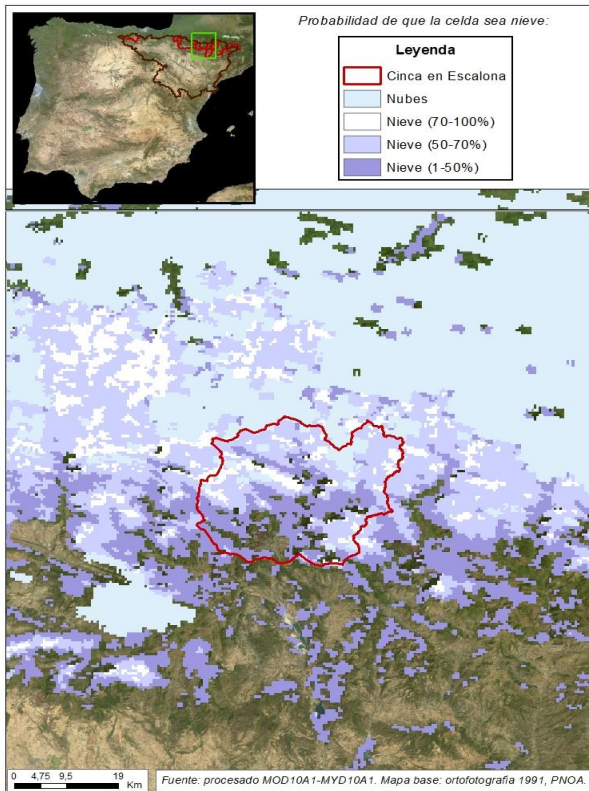 Probabilidad de que la celda sea nieve:
Leyenda
Cinca en Escalona
Nubes
Nieve (70-100%)
Nieve (50-70%)
Nieve (1-50%)
0 4,75 9,5 19
Km
Fuente: procesado MOD10A1-MYD10A1. Mapa base: ortofotografia 1991, PNOA.